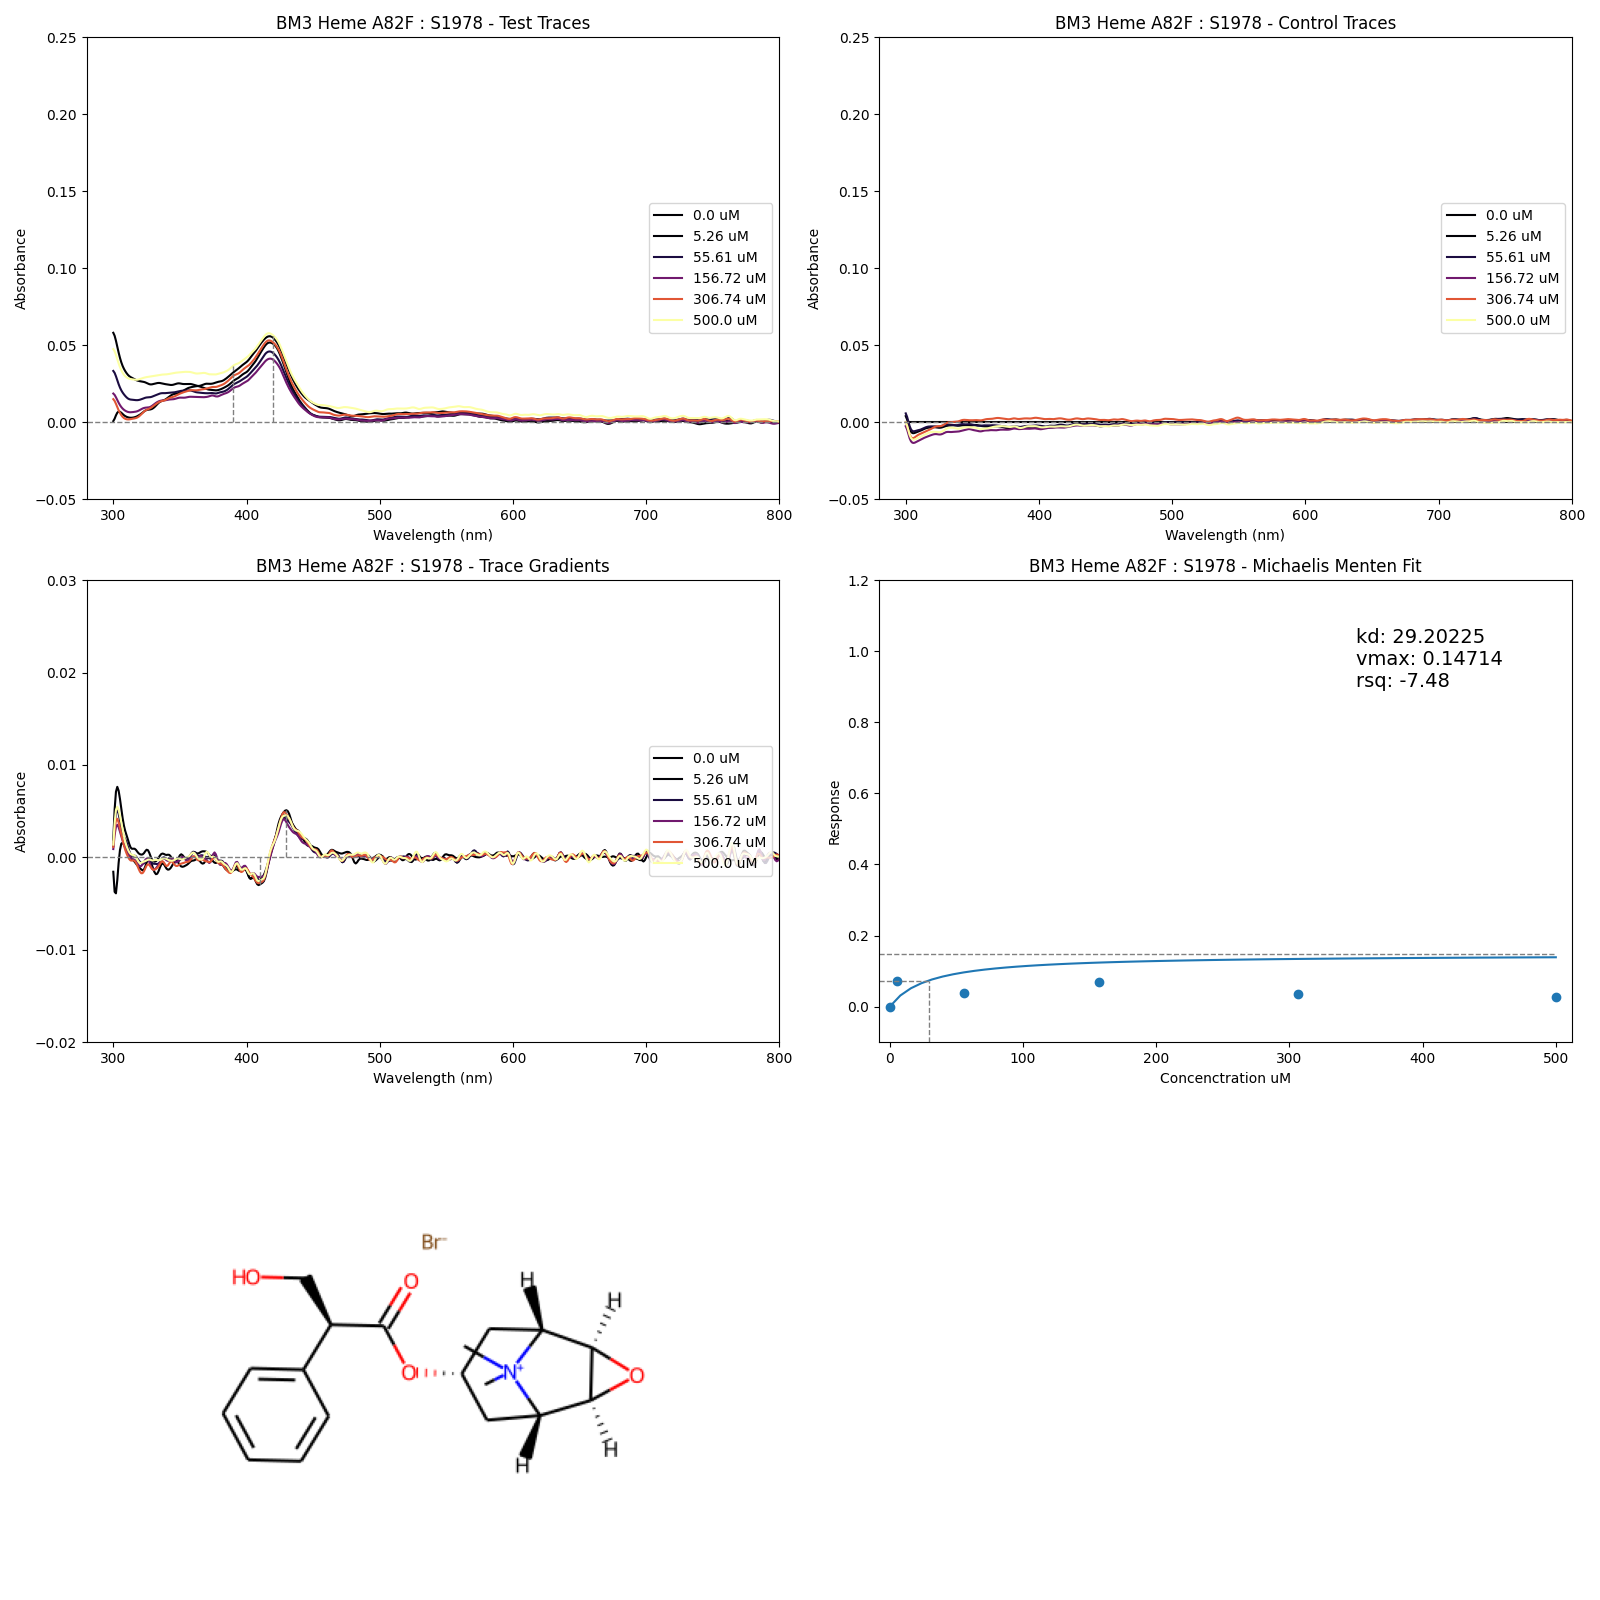 BM3 Heme A82F : S1978 - Test Traces
0.25
0.20
0.15
0.10
0.05
0.00
−0.05
Absorbance
0.0 uM
5.26 uM
55.61 uM
156.72 uM
306.74 uM
500.0 uM
300 400 500 600 700 800
Wavelength (nm)
BM3 Heme A82F : S1978 - Control Traces
0.25
0.20
0.15
0.10
0.05
0.00
−0.05
Absorbance
0.0 uM
5.26 uM
55.61 uM
156.72 uM
306.74 uM
500.0 uM
300 400 500 600 700 800
Wavelength (nm)
BM3 Heme A82F : S1978 - Trace Gradients
0.03
0.02
0.01
0.00
−0.01
−0.02
Absorbance
0.0 uM
5.26 uM
55.61 uM
156.72 uM
306.74 uM
500.0 uM
300 400 500 600 700 800
Wavelength (nm)
BM3 Heme A82F : S1978 - Michaelis Menten Fit
1.2
1.0
0.8
0.6
0.4
0.2
0.0
Response
kd: 29.20225
vmax: 0.14714
rsq: -7.48
0 100 200 300 400 500
Concenctration uM
Br⁻
HO
O
H
H
O
N⁺
O
H
H